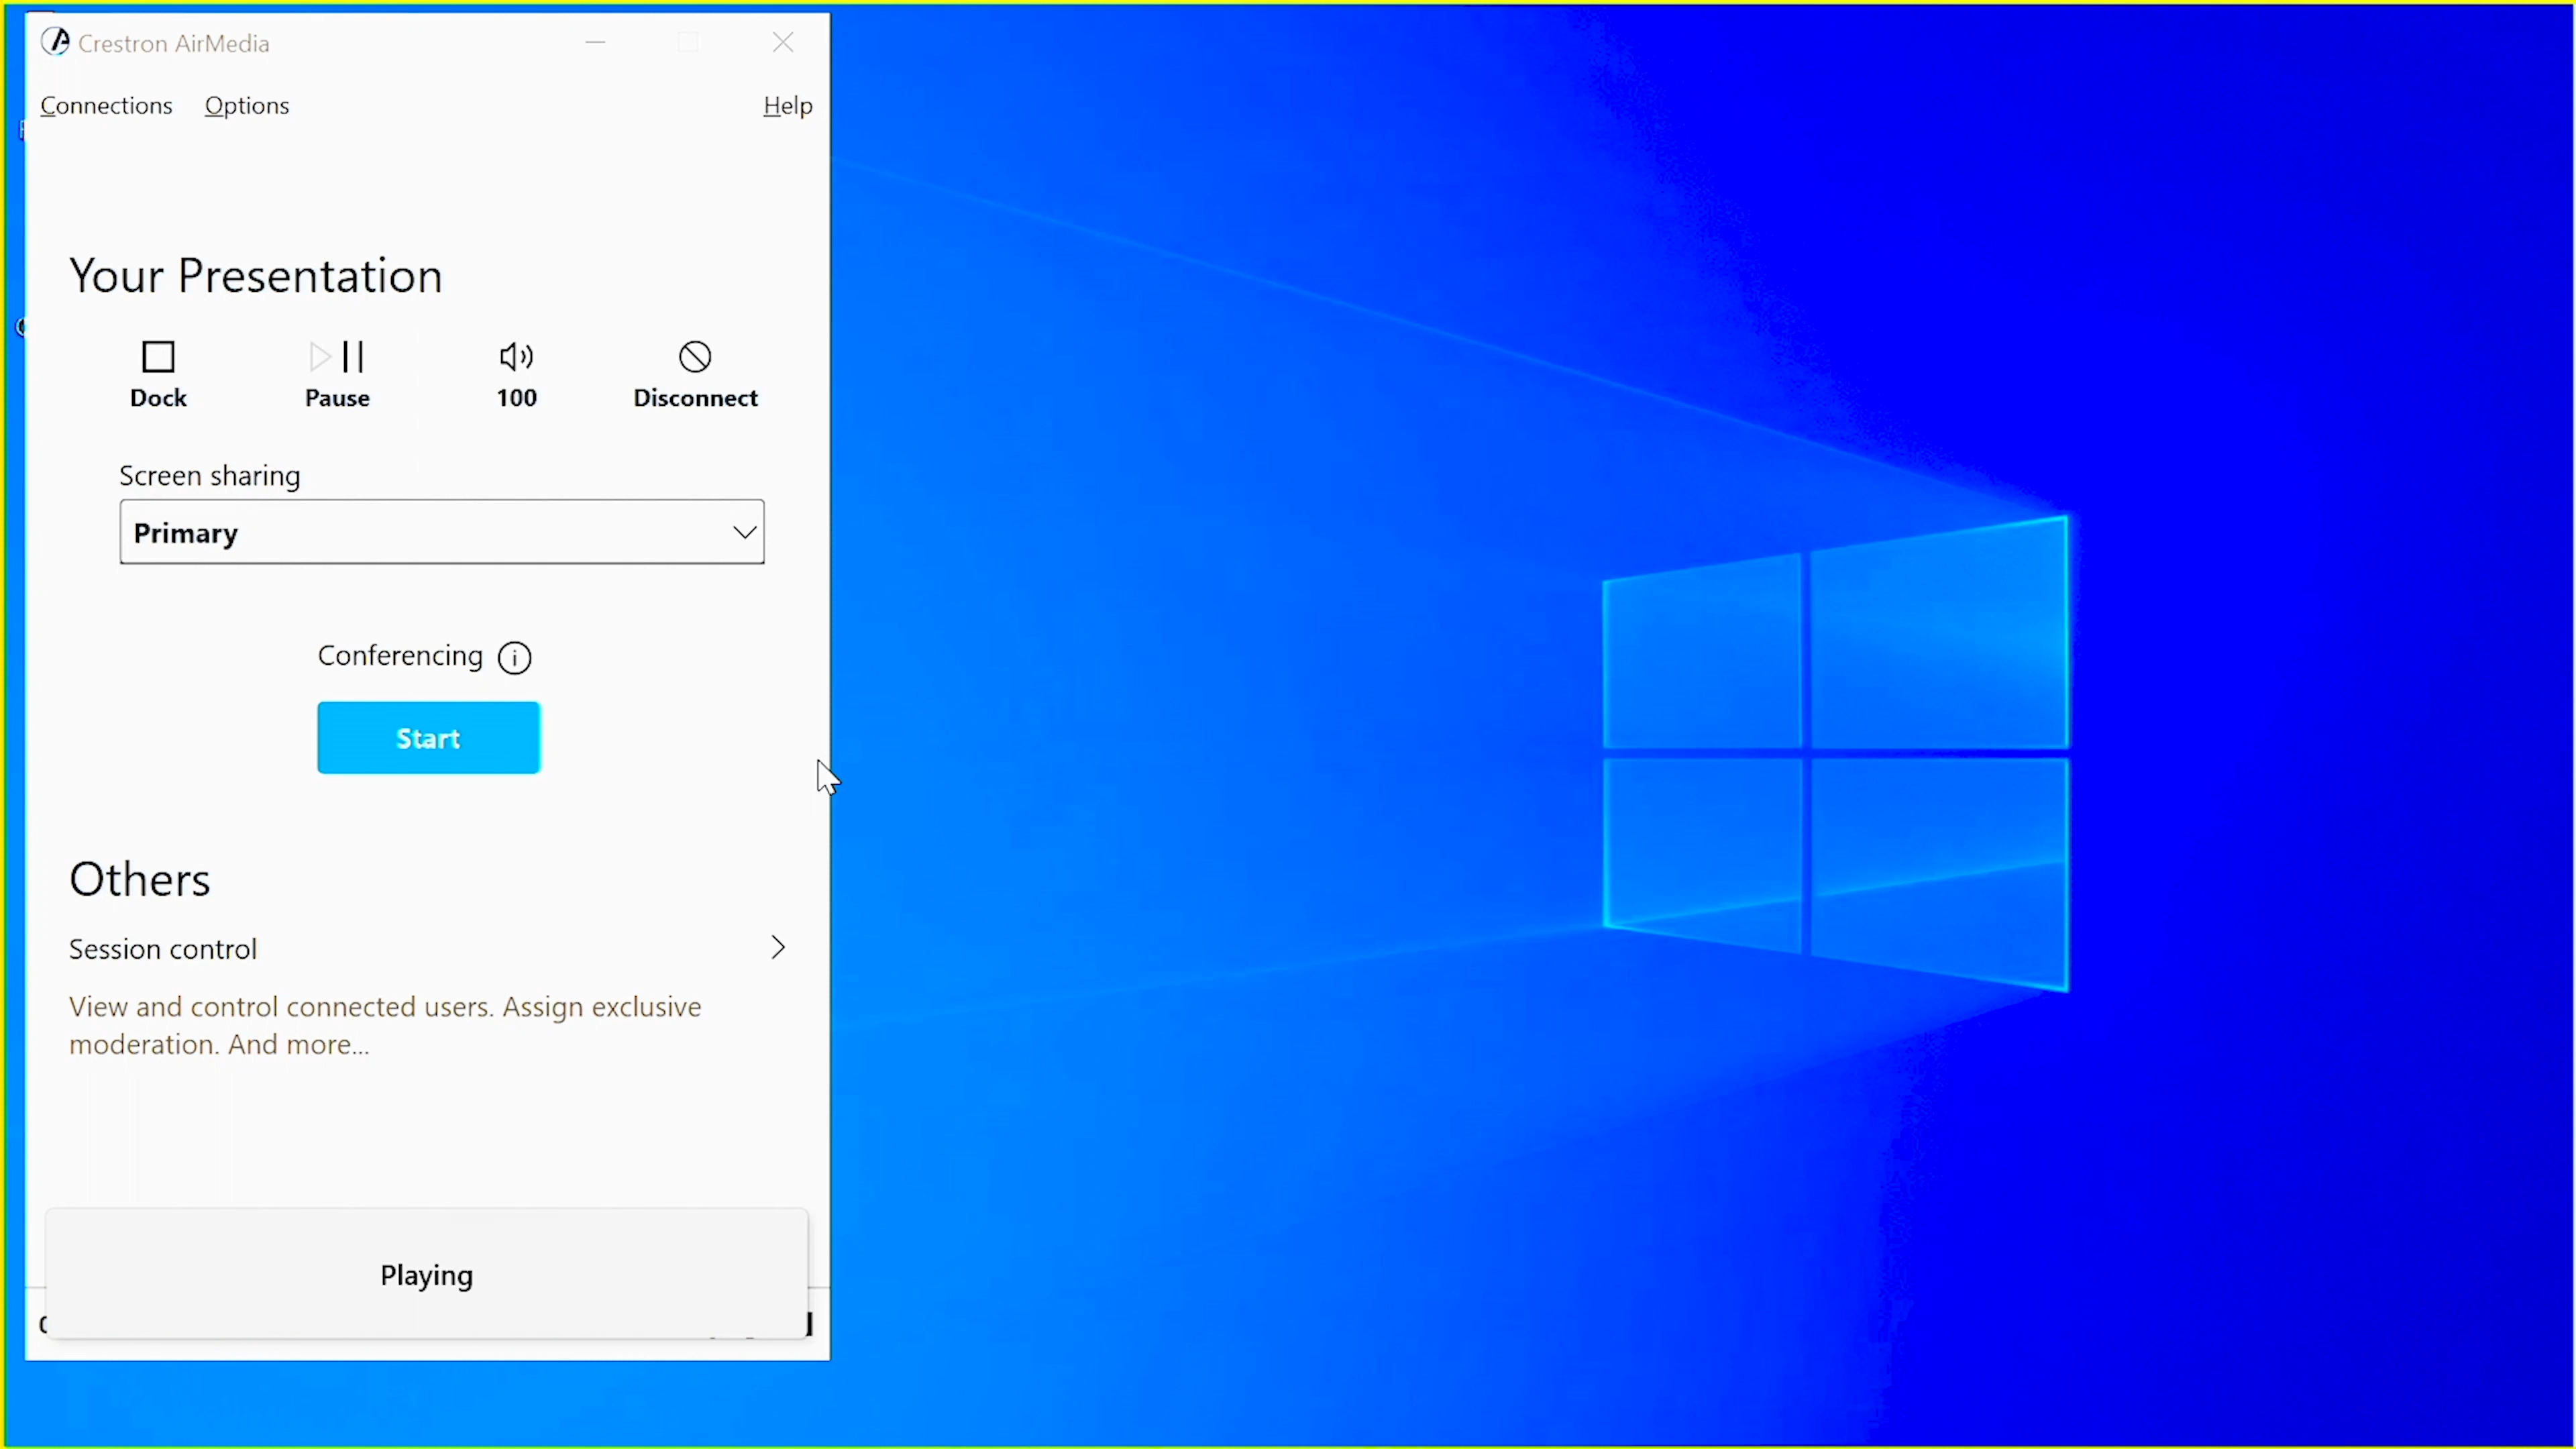 Crestron AirMedia
Connections Options Help
Your Presentation
Dock Pause 100 Disconnect
Screen sharing
Primary
Conferencing
Start
Others
Session control
View and control connected users. Assign exclusive
moderation. And more...
Playing